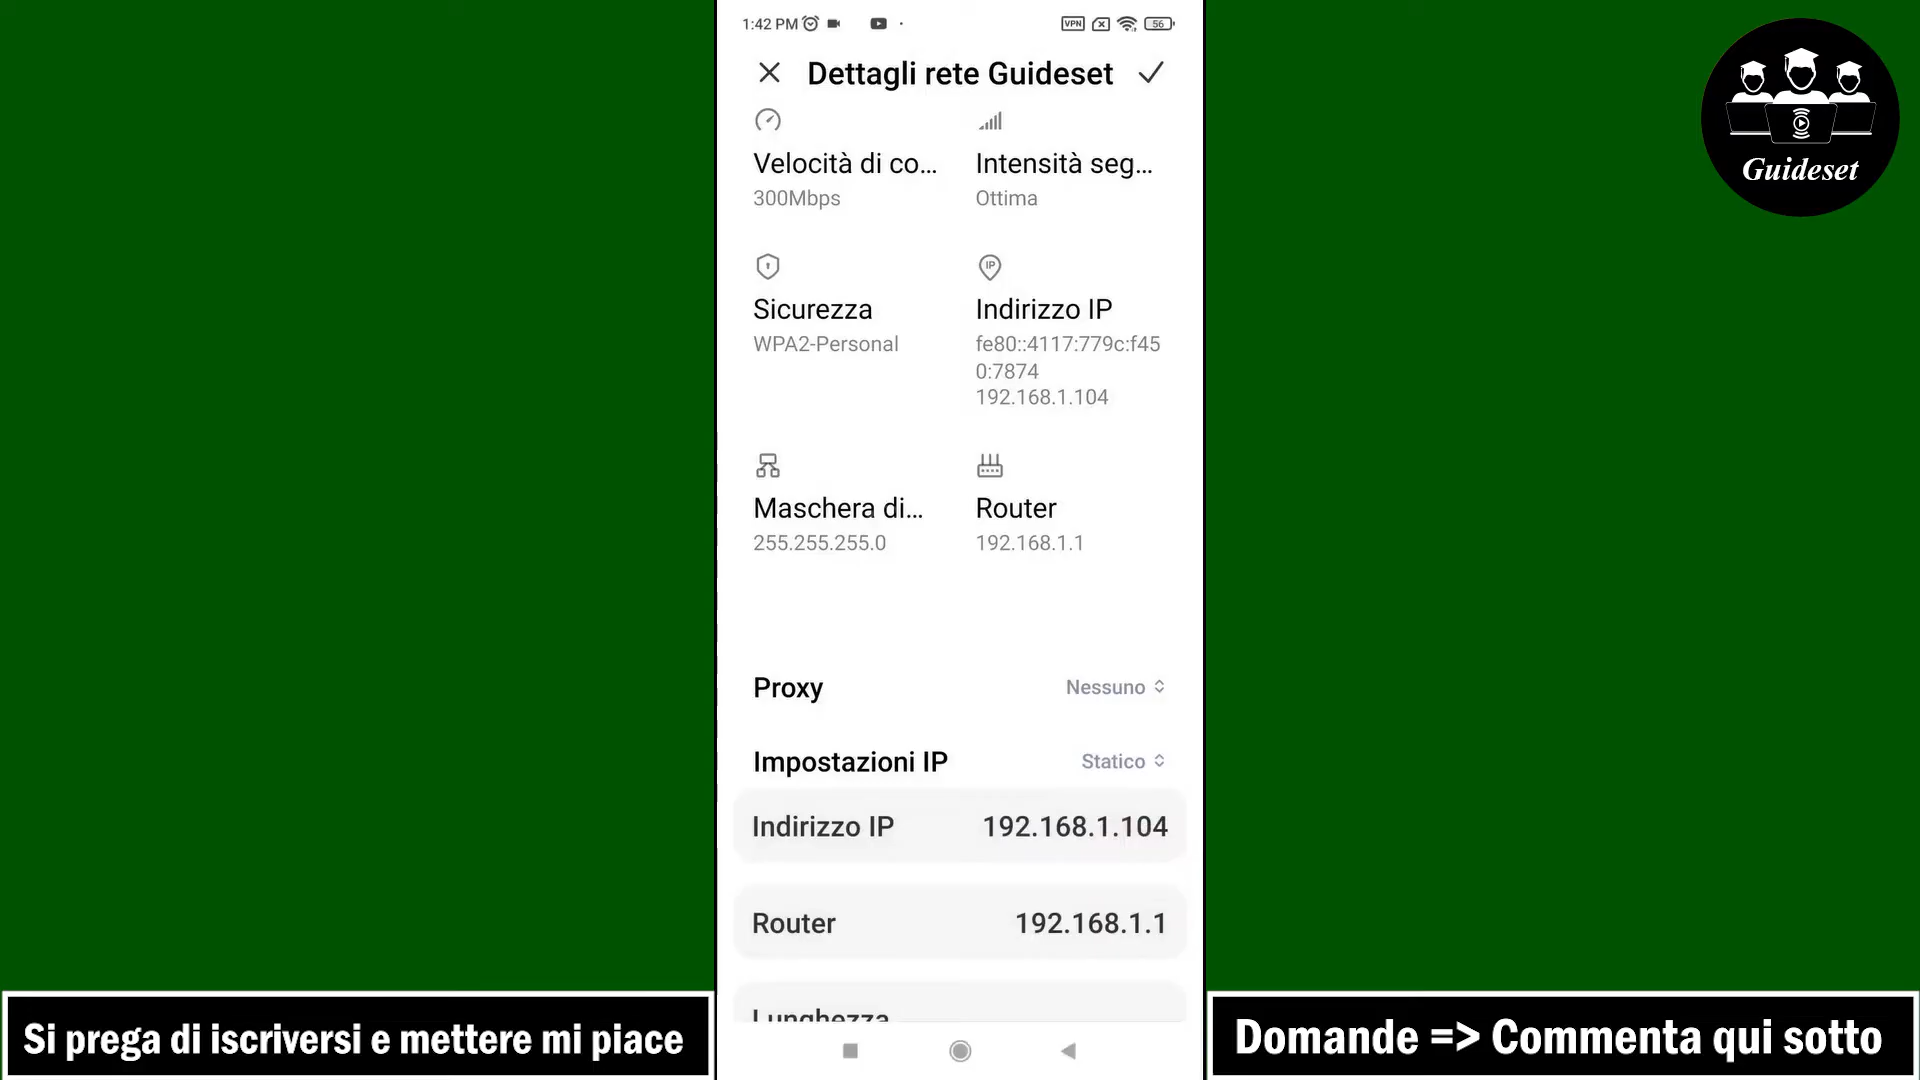 1:42 PM
VPN
56
Dettagli rete Guideset
Velocità di co...
Intensità seg...
300Mbps
Ottima
Sicurezza
IP
Indirizzo IP
WPA2-Personal
fe80::4117:779c:f45
0:7874
192.168.1.104
Maschera di...
Router
255.255.255.0
192.168.1.1
Proxy
Nessuno
Impostazioni IP
Statico
Indirizzo IP
192.168.1.104
Router
192.168.1.1
Lunghezza
Guideset
Si prega di iscriversi e mettere mi piace
Domande => Commenta qui sotto